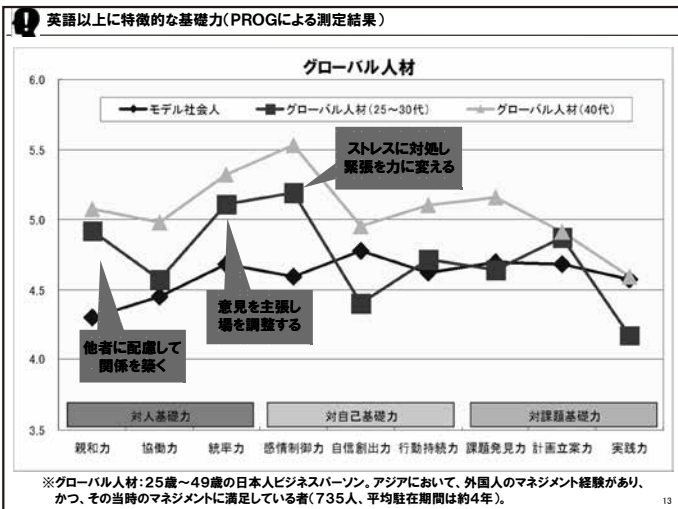 英語以上に特徴的な基礎力(PROGによる測定結果)
グローバル人材
モデル社会人 グローバル人材(25～30代) グローバル人材(40代)
6.0
5.5
5.0
4.5
4.0
3.5
ストレスに対処し
緊張を力に変える
意見を主張し
場を調整する
他者に配慮して
関係を築く
対人基礎力 対自己基礎力 対課題基礎力
親和力 協働力 統率力 感情制御力 自信創出力 行動持続力 課題発見力 計画立案力 実践力
※グローバル人材:25歳～49歳の日本人ビジネスパーソン。アジアにおいて、外国人のマネジメント経験があり、
かつ、その当時のマネジメントに満足している者(735人、平均駐在期間は約4年)。
13